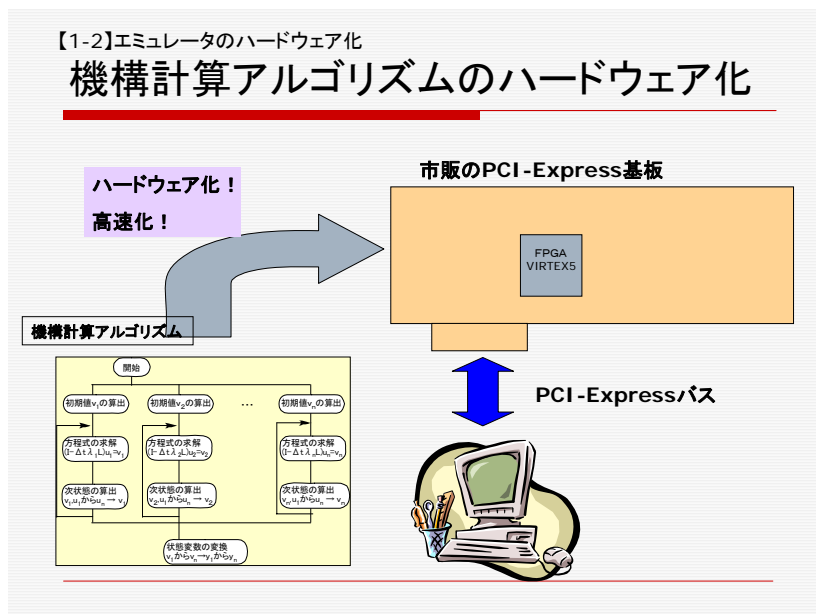 【1-2】エミュレータのハードウェア化
機構計算アルゴリズムのハードウェア化
ハードウェア化！
高速化！
市販のPCI-Express基板
FPGA
VIRTEX5
機構計算アルゴリズム
PCI-Expressバス
開始
初期値v₁の算出
初期値v₂の算出
…
初期値vₙの算出
方程式の求解
(I-Δtλ₁L)u₁=v₁
方程式の求解
(I-Δtλ₂L)u₂=v₂
方程式の求解
(I-ΔtλₙL)uₙ=vₙ
次状態の算出
v₁,u₁からuₙ → v₁
次状態の算出
v₂,u₁からuₙ → v₂
次状態の算出
vₙ,u₁からuₙ → vₙ
状態変数の変換
v₁からvₙ→y₁からyₙ